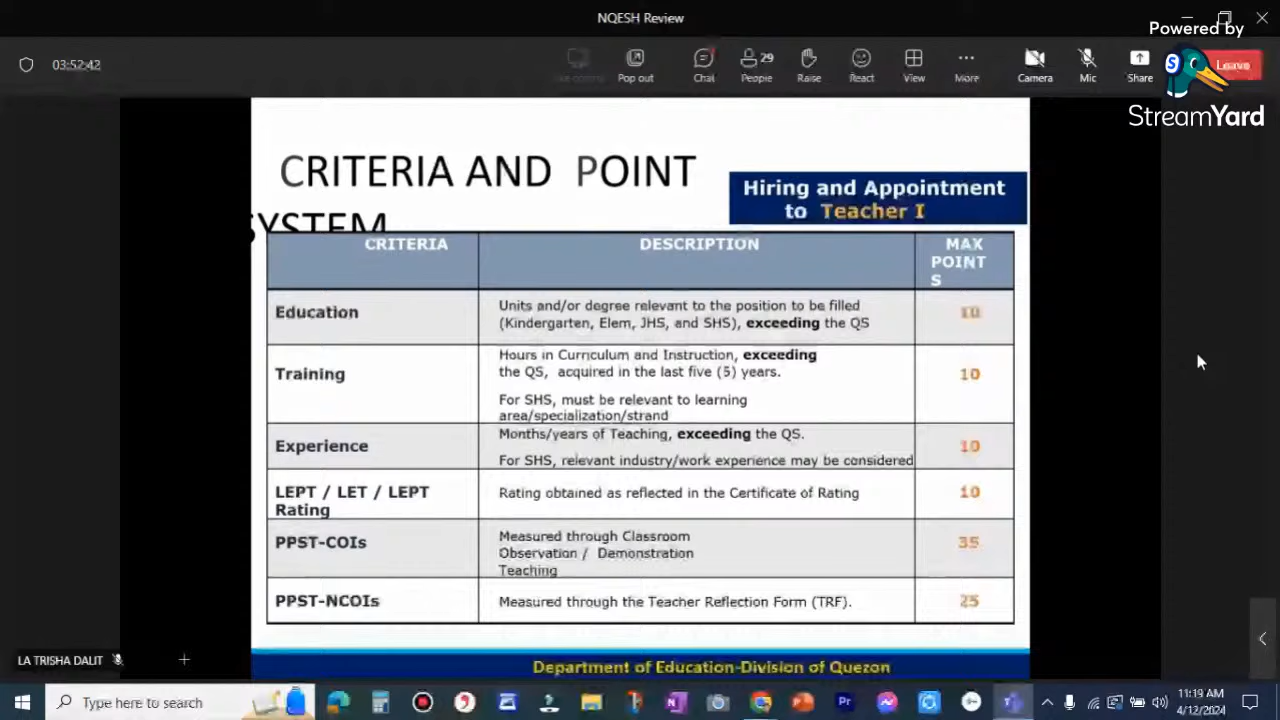 NQESH Review
Powered by
StreamYard
03:52:42
Pop out
Chat
29
People
Raise
React
View
More
Camera
Mic
Share
Leave
CRITERIA AND POINT
SYSTEM
Hiring and Appointment
to Teacher I
CRITERIA
DESCRIPTION
MAX
POINT
S
Education
Units and/or degree relevant to the position to be filled
(Kindergarten, Elem, JHS, and SHS), exceeding the QS
10
Training
Hours in Curriculum and Instruction, exceeding
the QS, acquired in the last five (5) years.
For SHS, must be relevant to learning
area/specialization/strand
10
Experience
Months/years of Teaching, exceeding the QS.
For SHS, relevant industry/work experience may be considered
10
LEPT / LET / LEPT
Rating
Rating obtained as reflected in the Certificate of Rating
10
PPST-COIs
Measured through Classroom
Observation / Demonstration
Teaching
35
PPST-NCOIs
Measured through the Teacher Reflection Form (TRF).
25
Department of Education-Division of Quezon
LA TRISHA DALIT
Type here to search
11:19 AM
4/12/2024